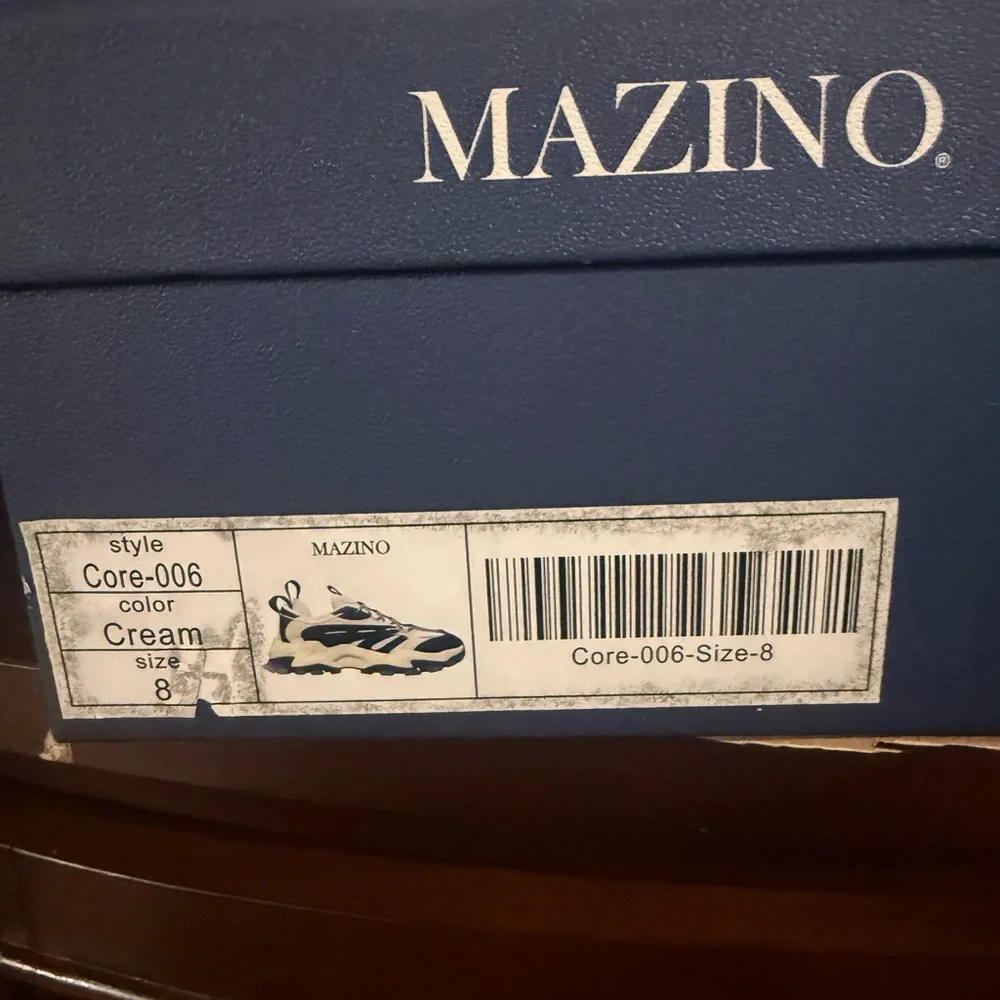 MAZINO®
style
Core-006
color
Cream
size
8
MAZINO
Core-006-Size-8